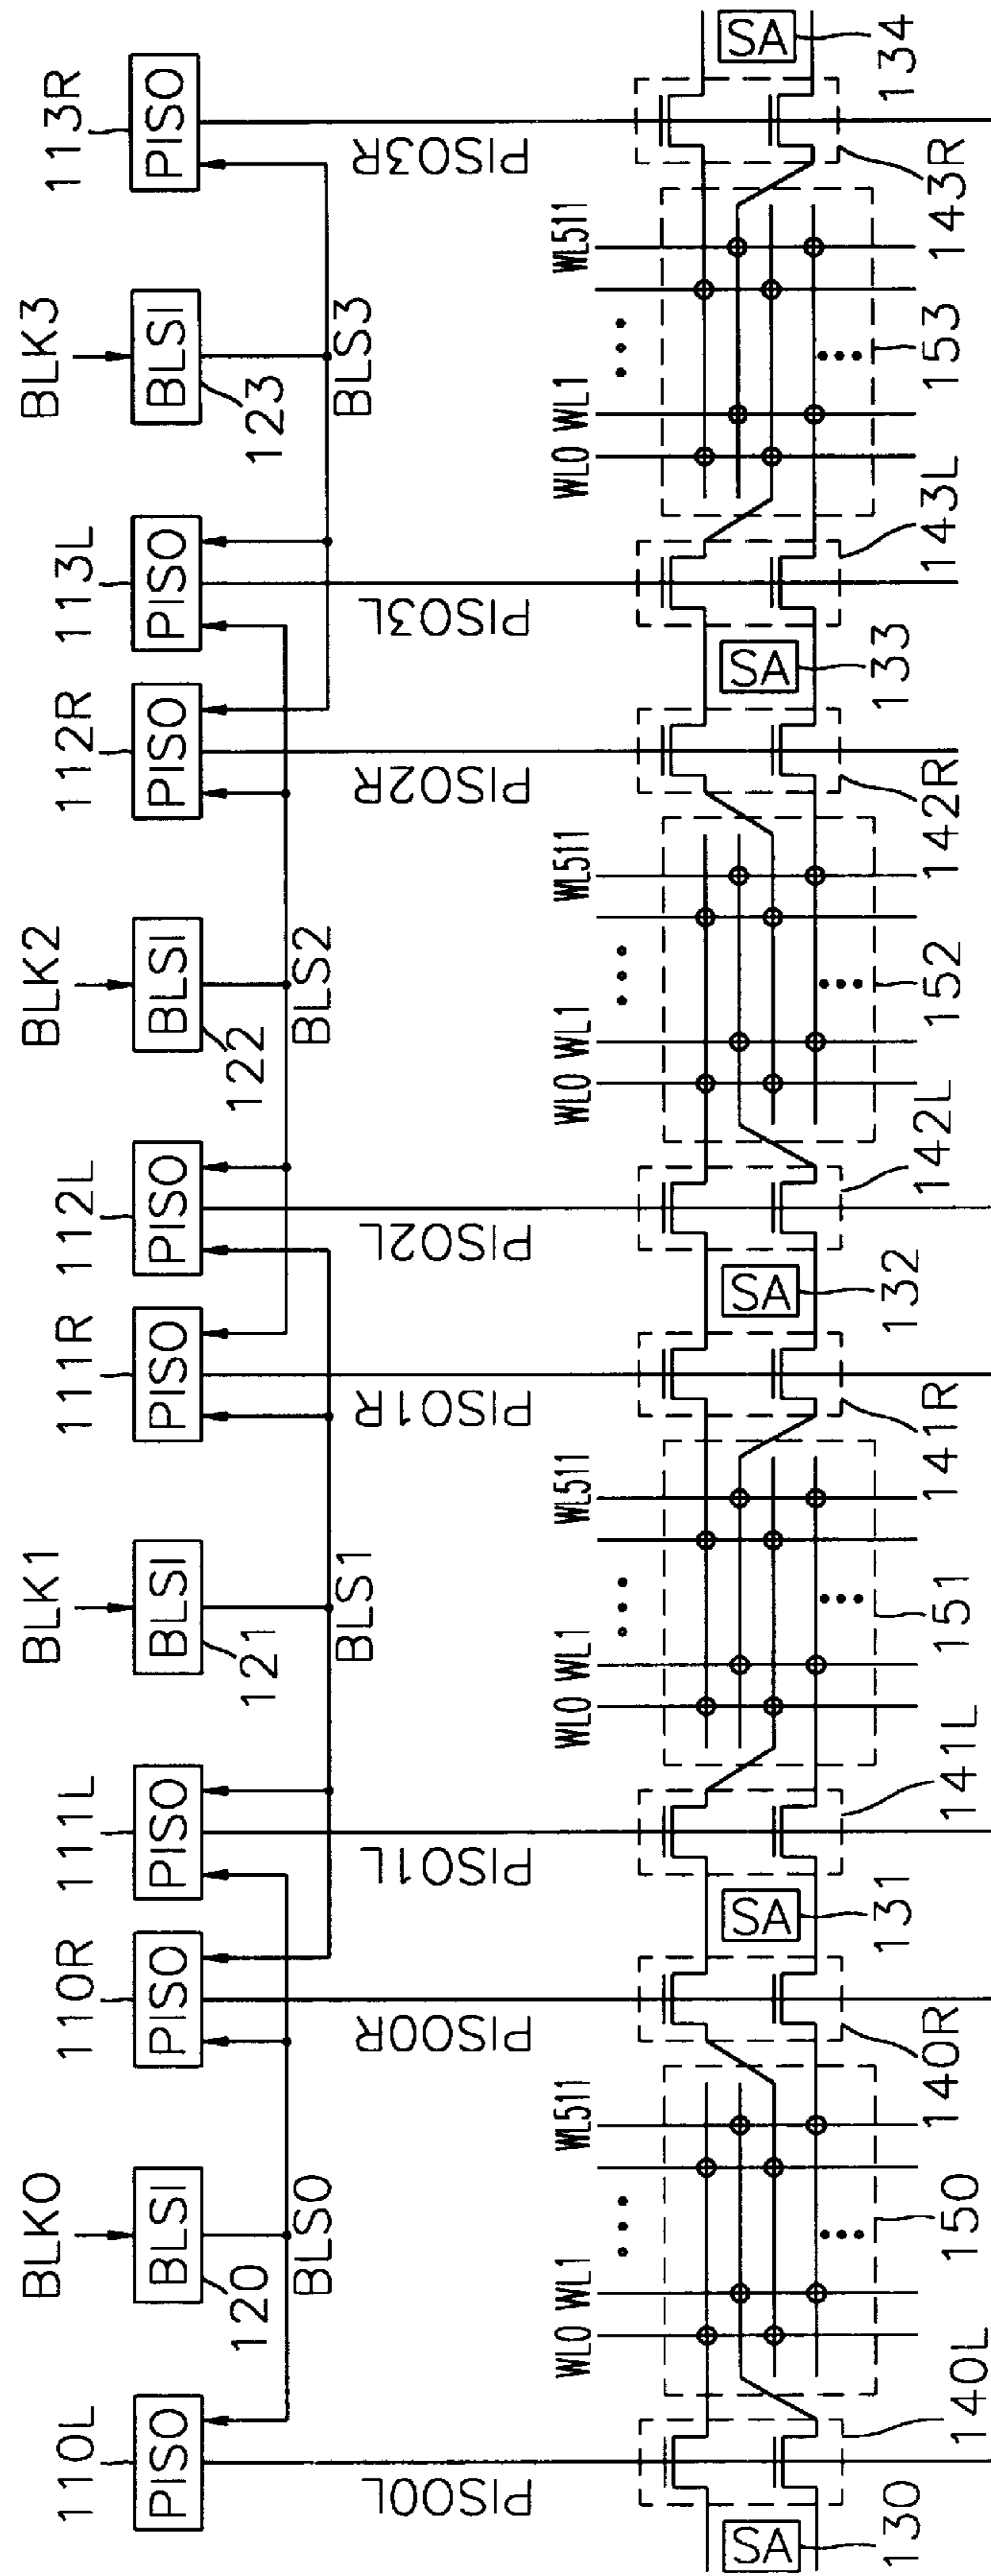 BLK0 BLK1 BLK2 BLK3
110L 110R 111L 111R 112L 112R 113L 113R
PISO BLSI PISO PISO BLSI PISO PISO BLSI PISO PISO BLSI PISO
120 121 122 123
BLS0 BLS1 BLS2 BLS3
PISO0L PISO0R PISO1L PISO1R PISO2L PISO2R PISO3L PISO3R
WL0 WL1 ••• WL511 WL0 WL1 ••• WL511 WL0 WL1 ••• WL511 WL0 WL1 ••• WL511
SA SA SA SA SA
130 140L 150 140R 131 141L 151 141R 132 142L 152 142R 133 143L 153 143R 134